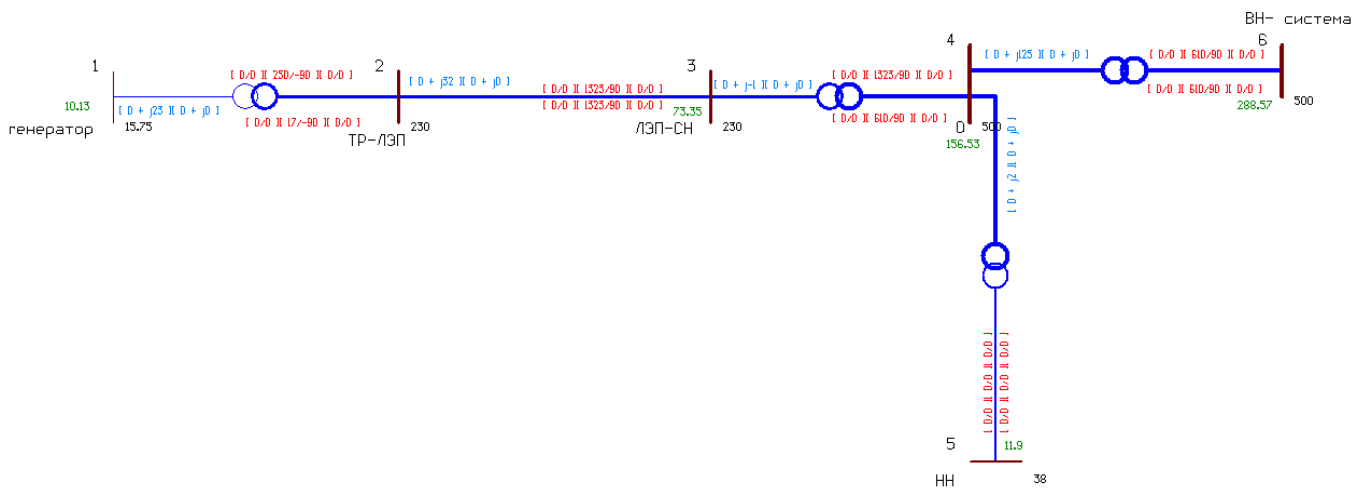 ВН- система
4
6
[ 0 + j125 ][ 0 + j0 ]
[ 0/0 ][ 610/90 ][ 0/0 ]
1
2
3
[ 0/0 ][ 250/-90 ][ 0/0 ]
[ 0 + j32 ][ 0 + j0 ]
[ 0/0 ][ 1323/90 ][ 0/0 ]
[ 0 + j-1 ][ 0 + j0 ]
[ 0/0 ][ 1323/90 ][ 0/0 ]
[ 0/0 ][ 610/90 ][ 0/0 ]
10.13
[ 0 + j23 ][ 0 + j0 ]
[ 0/0 ][ 1323/90 ][ 0/0 ]
73.35
288.57
500
генератор
15.75
[ 0/0 ][ 17/-90 ][ 0/0 ]
230
ТР-ЛЭП
ЛЭП-СН
230
[ 0/0 ][ 610/90 ][ 0/0 ]
0
500
156.53
[ 0 + j2 ][ 0 + j0 ]
[ 0/0 ][ 0/0 ][ 0/0 ]
[ 0/0 ][ 0/0 ][ 0/0 ]
5
11.9
НН
38